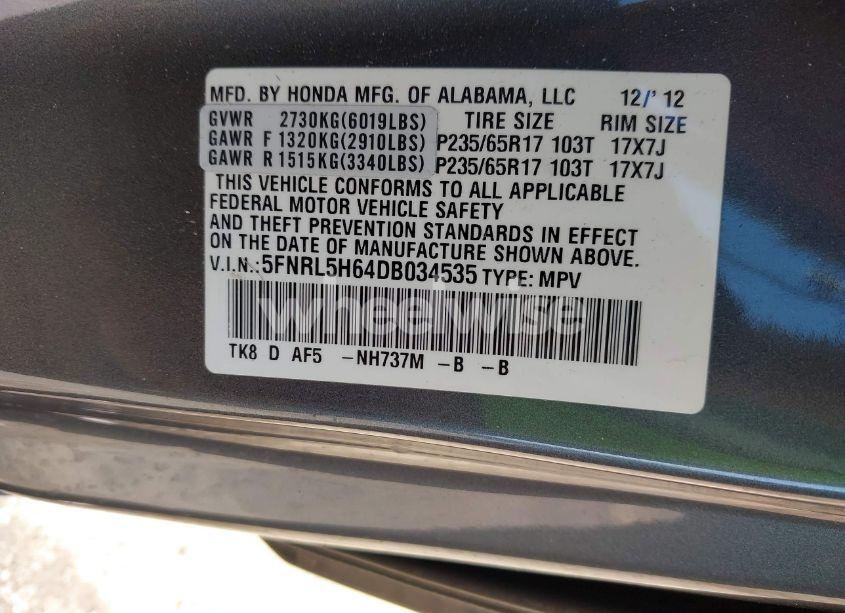 MFD. BY HONDA MFG. OF ALABAMA, LLC 12/'12
GVWR 2730KG(6019LBS) TIRE SIZE RIM SIZE
GAWR F 1320KG(2910LBS) P235/65R17 103T 17X7J
GAWR R 1515KG(3340LBS) P235/65R17 103T 17X7J
THIS VEHICLE CONFORMS TO ALL APPLICABLE
FEDERAL MOTOR VEHICLE SAFETY
AND THEFT PREVENTION STANDARDS IN EFFECT
ON THE DATE OF MANUFACTURE SHOWN ABOVE.
V.I.N.:5FNRL5H64DB034535 TYPE: MPV
wheelwise
TK8 D AF5 -NH737M -B -B